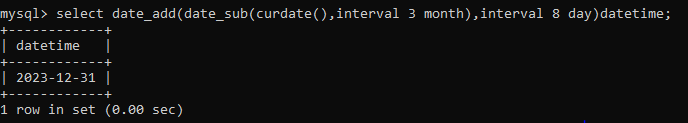 mysql> select date_add(date_sub(curdate(),interval 3 month),interval 8 day)datetime;
+------------+
| datetime   |
+------------+
| 2023-12-31 |
+------------+
1 row in set (0.00 sec)